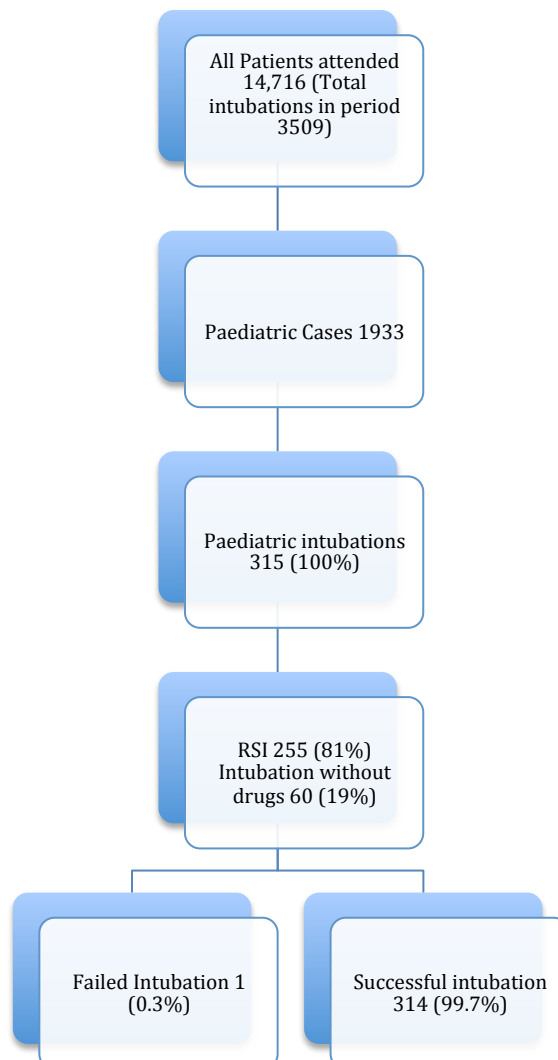 All Patients attended
14,716 (Total
intubations in period
3509)
Paediatric Cases 1933
Paediatric intubations
315 (100%)
RSI 255 (81%)
Intubation without
drugs 60 (19%)
Failed Intubation 1
(0.3%)
Successful intubation
314 (99.7%)